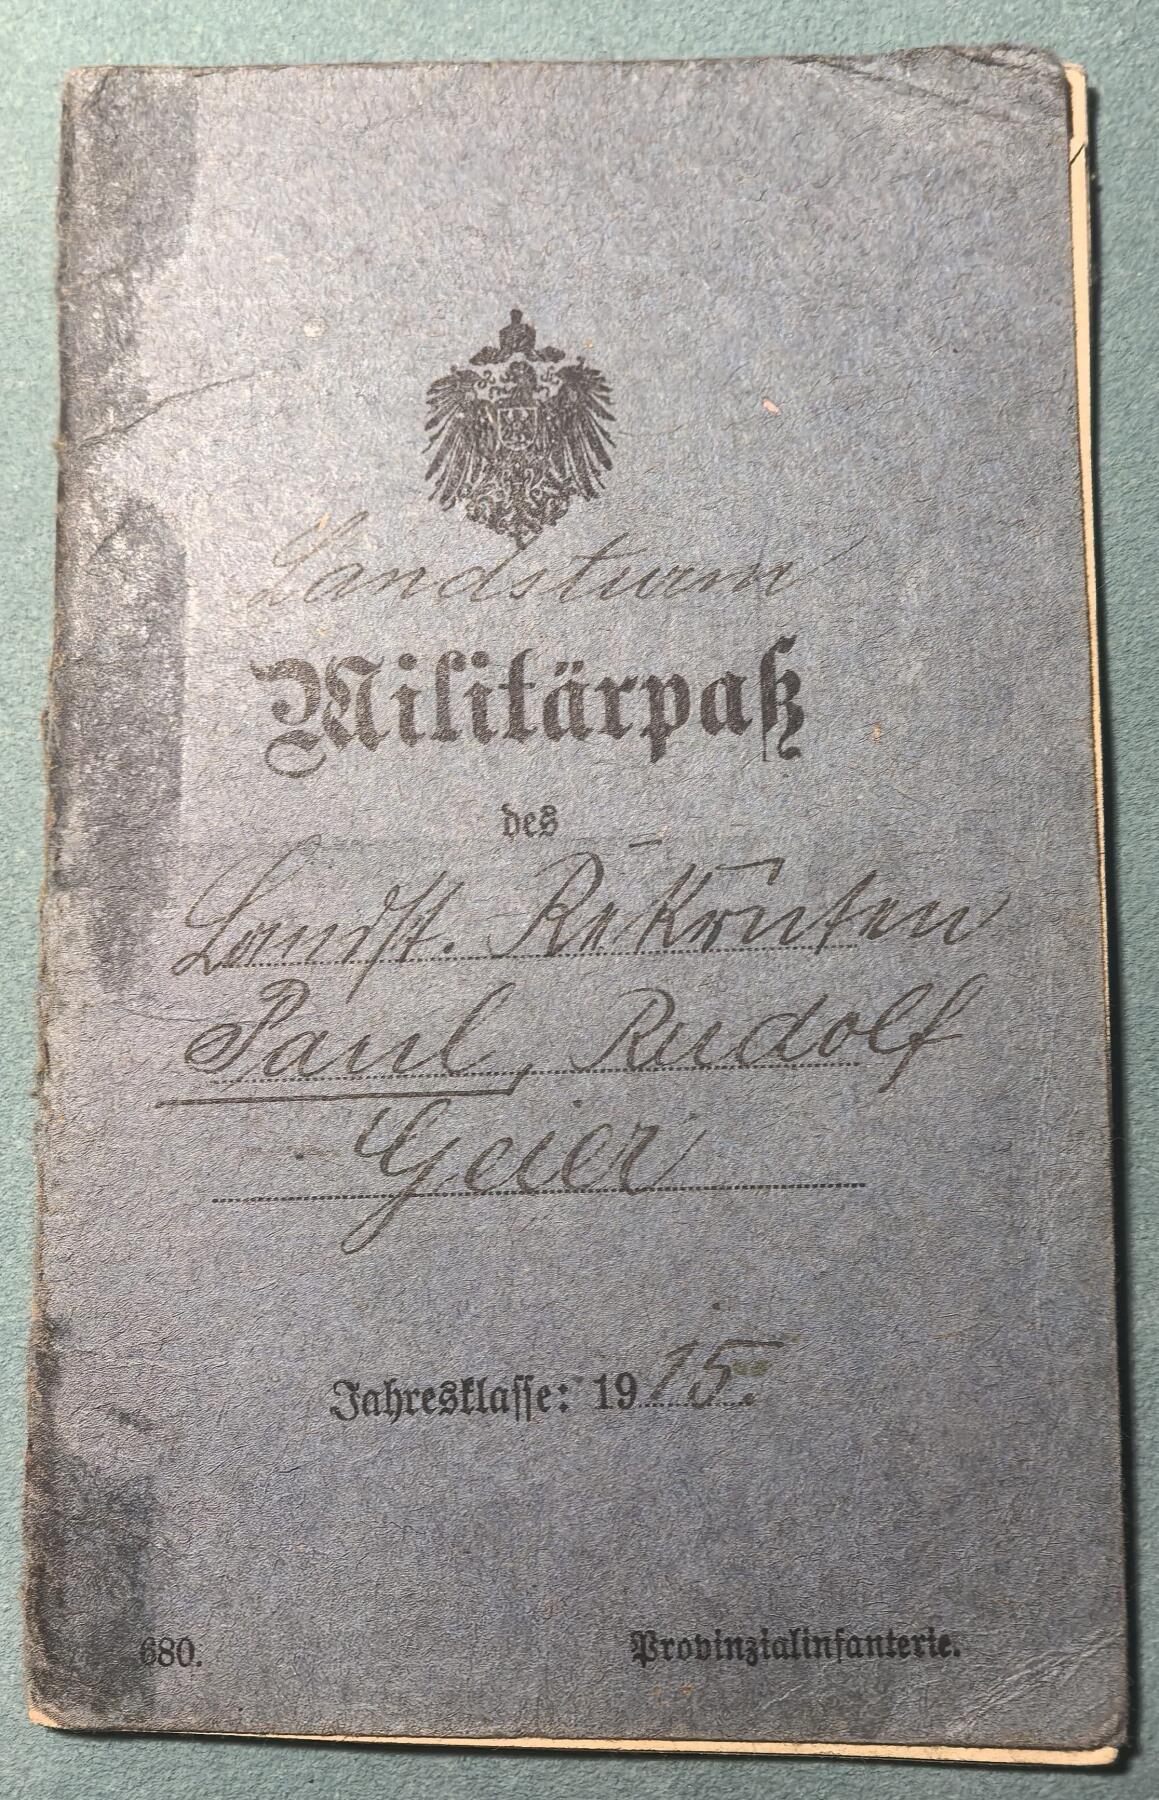 Landsturm
Militärpaß
des
Landst. Rekruten
Paul, Rudolf
Geier
Jahresklasse: 1915.
680. Provinzialinfanterie.